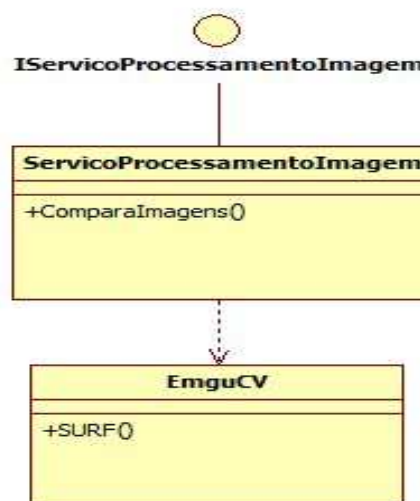 IServicoProcessamentoImagem
ServicoProcessamentoImagem
+ComparaImagens()
EmguCV
+SURF()